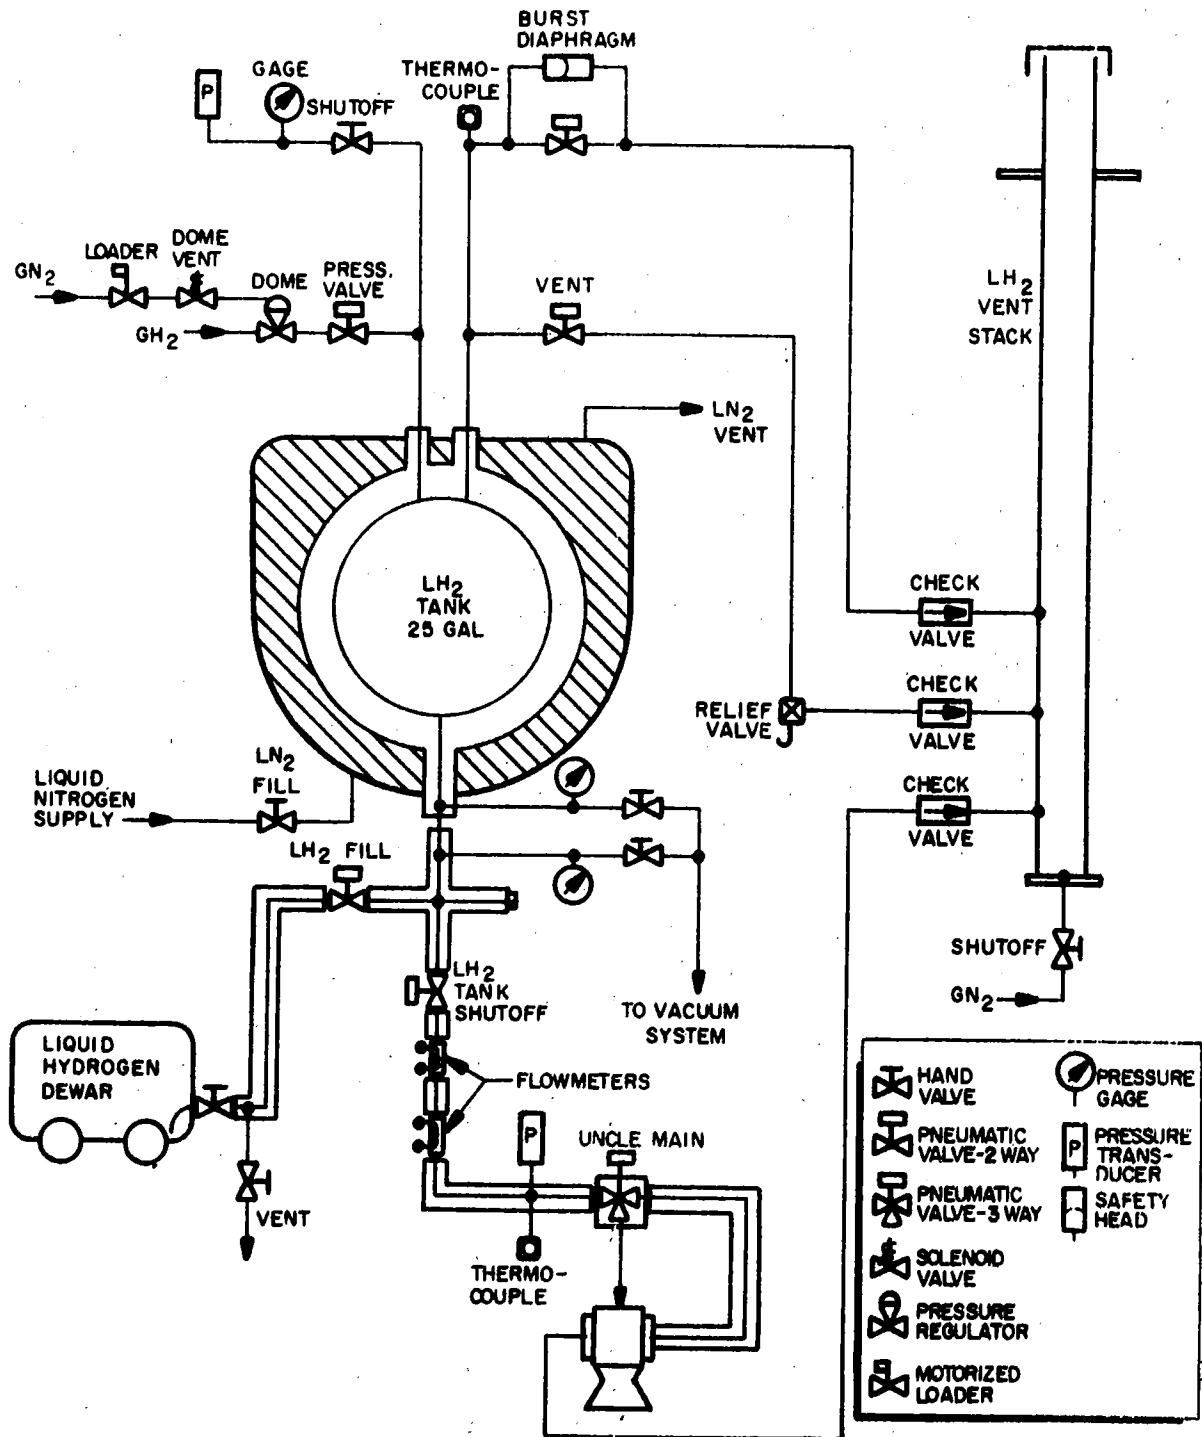 BURST
DIAPHRAGM
THERMO-
COUPLE
GAGE
P
SHUTOFF
LOADER
DOME
VENT
GN2
DOME
PRESS.
VALVE
GH2
VENT
LH2
VENT
STACK
LN2
VENT
LH2
TANK
25 GAL
CHECK
VALVE
CHECK
VALVE
RELIEF
VALVE
CHECK
VALVE
LIQUID
NITROGEN
SUPPLY
LN2
FILL
LH2 FILL
LH2
TANK
SHUTOFF
TO VACUUM
SYSTEM
SHUTOFF
GN2
LIQUID
HYDROGEN
DEWAR
FLOWMETERS
P
UNCLE MAIN
VENT
THERMO-
COUPLE
HAND
VALVE
PNEUMATIC
VALVE-2 WAY
PNEUMATIC
VALVE-3 WAY
SOLENOID
VALVE
PRESSURE
REGULATOR
MOTORIZED
LOADER
PRESSURE
GAGE
P
PRESSURE
TRANS-
DUCER
SAFETY
HEAD